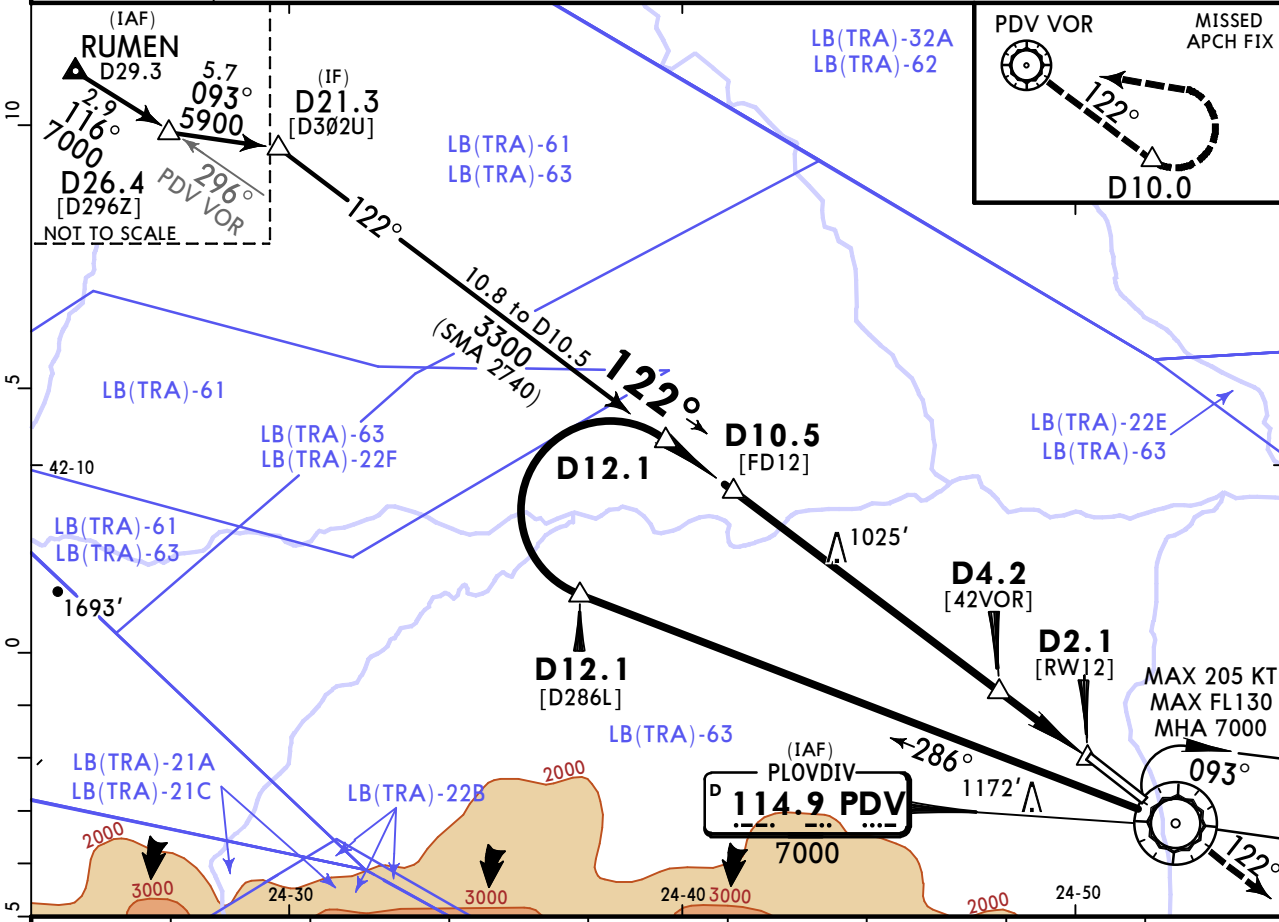 (IAF)
RUMEN
D29.3
2.9
116°
7000
5.7
093°
5900
D26.4
[D296Z]
296°
PDV VOR
NOT TO SCALE
(IF)
D21.3
[D3Ø2U]
LB(TRA)-32A
LB(TRA)-62
PDV VOR
MISSED
APCH FIX
122°
D10.0
LB(TRA)-61
LB(TRA)-63
122°
10.8 to D10.5
3300
(SMA 2740)
122°
10
5
0
5
LB(TRA)-61
LB(TRA)-63
LB(TRA)-22F
LB(TRA)-22E
LB(TRA)-63
42-10
D12.1
D10.5
[FD12]
LB(TRA)-61
LB(TRA)-63
1025'
1693'
D4.2
[42VOR]
D2.1
[RW12]
D12.1
[D286L]
MAX 205 KT
MAX FL130
MHA 7000
093°
LB(TRA)-63
286°
(IAF)
PLOVDIV
D 114.9 PDV
7000
1172'
LB(TRA)-21A
LB(TRA)-21C
LB(TRA)-22B
2000
2000
3000
24-30
3000
24-40
3000
2000
24-50
122°